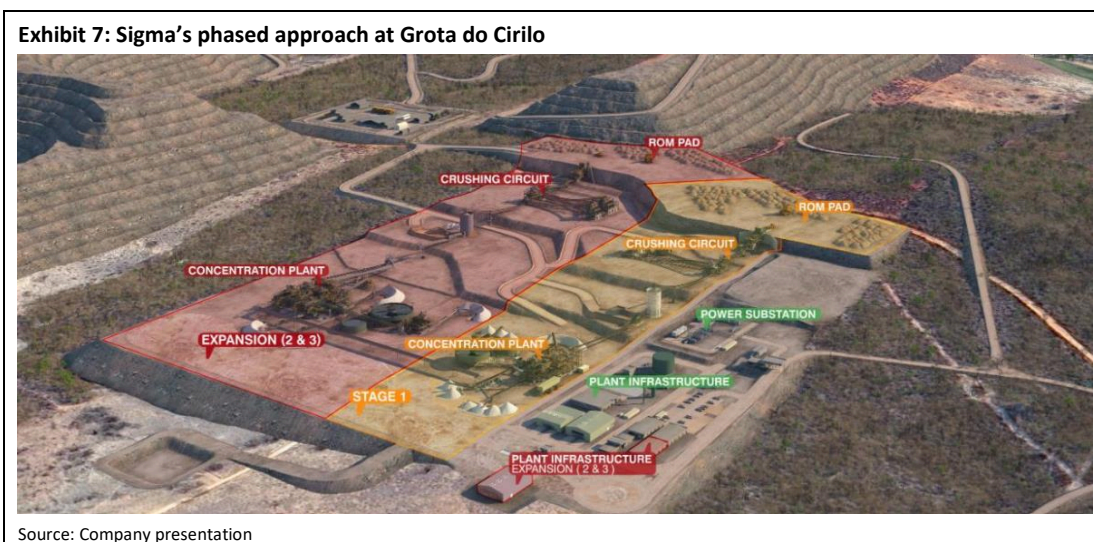 Exhibit 7: Sigma’s phased approach at Grota do Cirilo
ROM PAD
CRUSHING CIRCUIT
ROM PAD
CRUSHING CIRCUIT
CONCENTRATION PLANT
POWER SUBSTATION
EXPANSION (2 & 3)
CONCENTRATION PLANT
PLANT INFRASTRUCTURE
STAGE 1
PLANT INFRASTRUCTURE
EXPANSION ( 2 & 3 )
Source: Company presentation